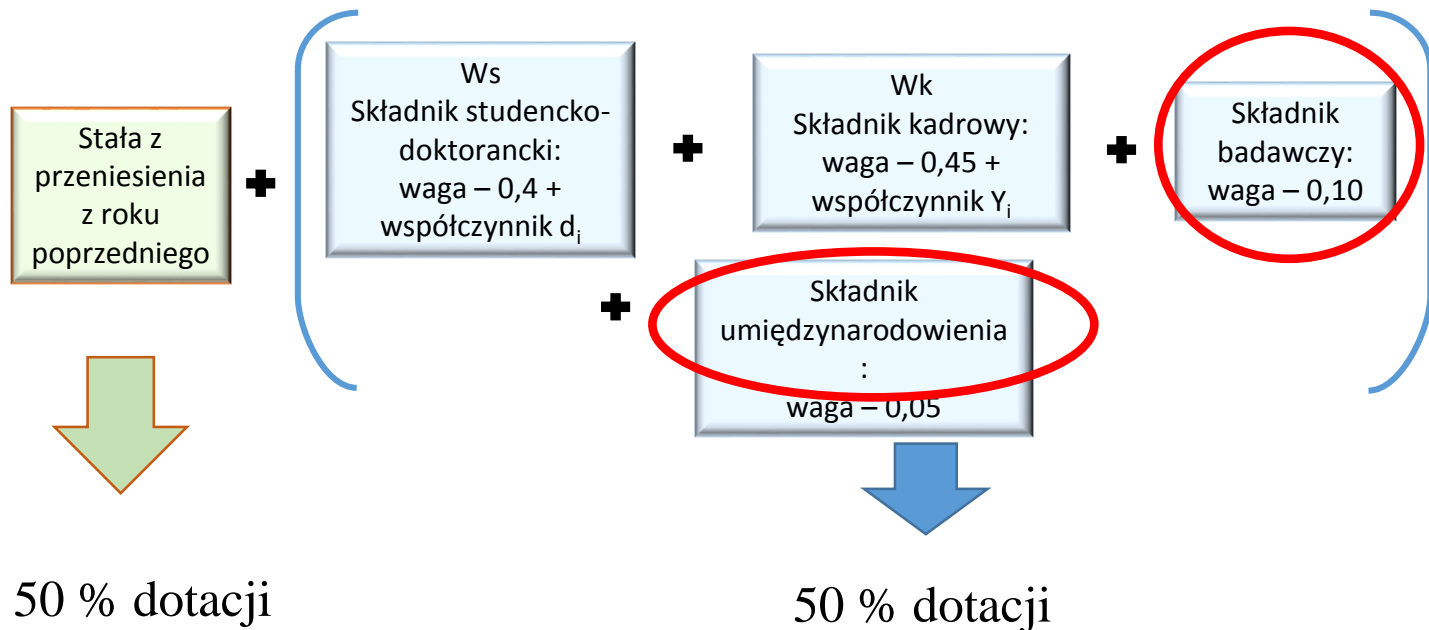 Stała z
przeniesienia
z roku
poprzedniego
Ws
Składnik studencko-
doktorancki:
waga – 0,4 +
współczynnik di
Wk
Składnik kadrowy:
waga – 0,45 +
współczynnik Yi
Składnik
badawczy:
waga – 0,10
Składnik
umiędzynarodowienia
:
waga – 0,05
50 % dotacji
50 % dotacji